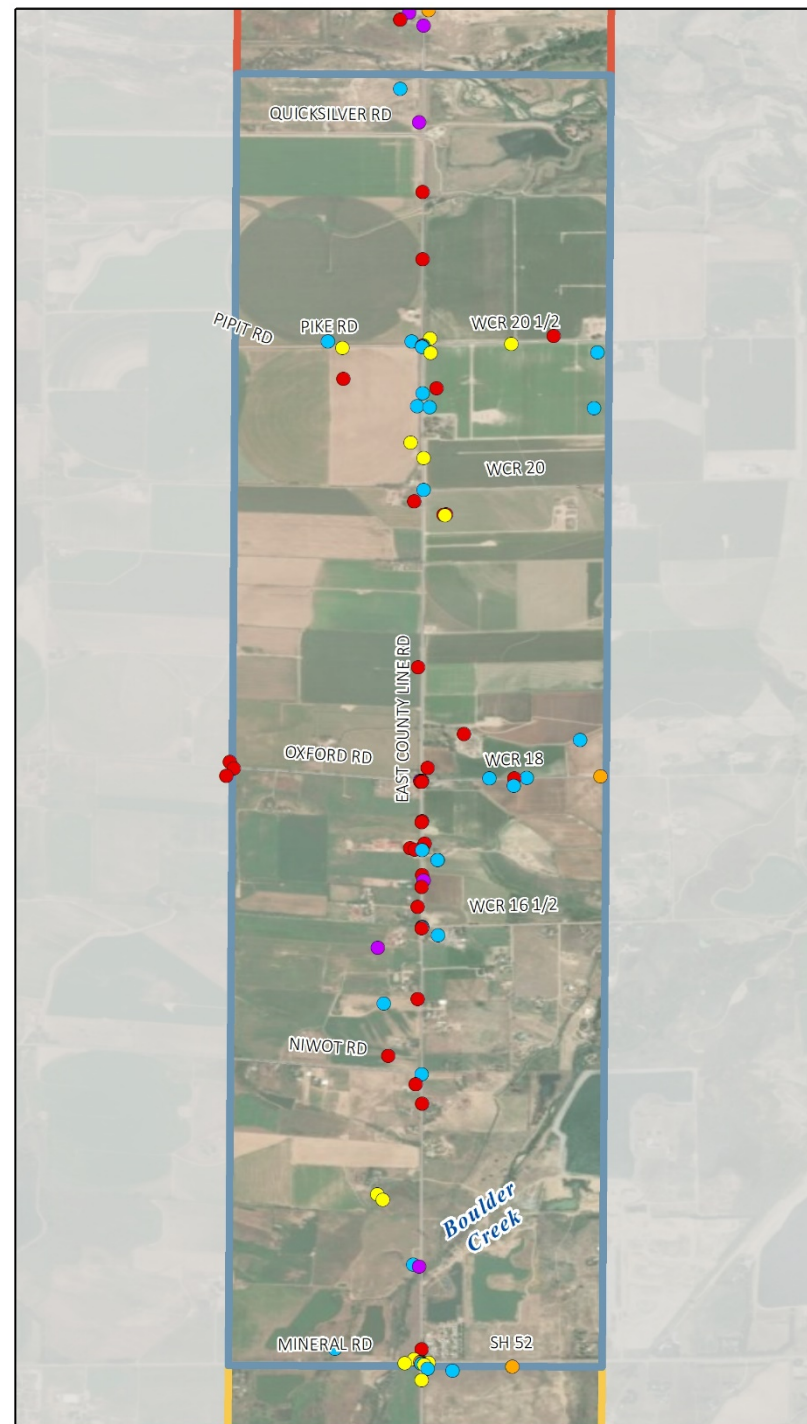 QUICKSILVER RD
PIPIT RD
PIKE RD
WCR 20 1/2
WCR 20
EAST COUNTY LINE RD
OXFORD RD
WCR 18
WCR 16 1/2
NIWOT RD
Boulder
Creek
MINERAL RD
SH 52